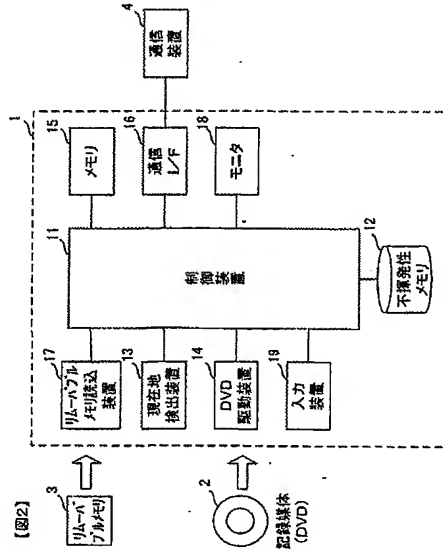 【図2】
1
3
リムーバ
ブルメモリ
2
記録媒体
(DVD)
17
リムーバブル
メモリ読込
装置
13
現在地
検出装置
14
DVD
駆動装置
19
入力
装置
11
制御装置
12
不揮発性
メモリ
15
メモリ
16
通信
I/F
18
モニタ
4
通信
装置